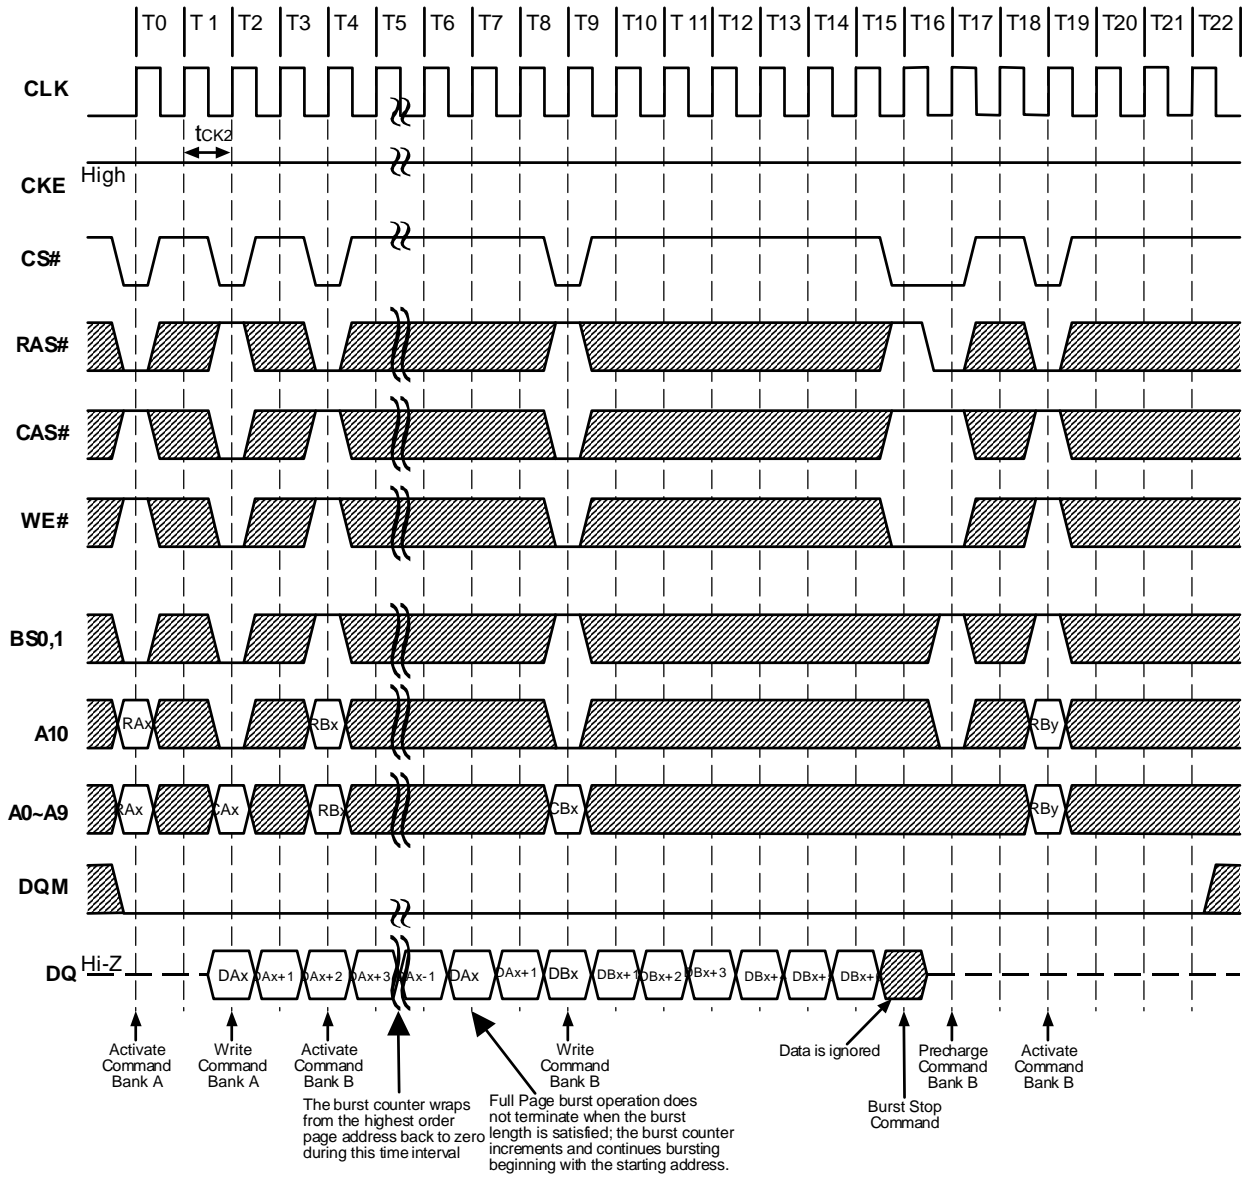 T0 T 1 T2 T3 T4 T5 T6 T7 T8 T9 T10 T 11 T12 T13 T14 T15 T16 T17 T18 T19 T20 T21 T22
CLK
tCK2
High
CKE
CS#
RAS#
CAS#
WE#
BS0,1
RAx RBx RBy
A10
RAx CAx RBx CBx RBy
A0~A9
DQM
Hi-Z
DQ
DAx DAx+1 DAx+2 DAx+3 DAx-1 DAx DAx+1 DBx DBx+1 DBx+2 DBx+3 DBx+ DBx+ DBx+
Activate
Command
Bank A
Write
Command
Bank A
Activate
Command
Bank B
Write
Command
Bank B
Data is ignored
Precharge
Command
Bank B
Activate
Command
Bank B
The burst counter wraps
from the highest order
page address back to zero
during this time interval
Full Page burst operation does
not terminate when the burst
length is satisfied; the burst counter
increments and continues bursting
beginning with the starting address.
Burst Stop
Command